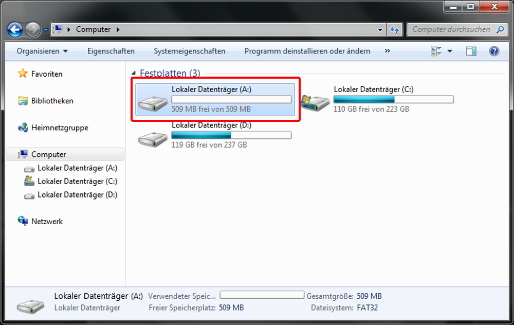 Computer
Computer durchsuchen
Organisieren
Eigenschaften
Systemeigenschaften
Programm deinstallieren oder ändern
»
Favoriten
Bibliotheken
Heimnetzgruppe
Computer
Lokaler Datenträger (A:)
Lokaler Datenträger (C:)
Lokaler Datenträger (D:)
Netzwerk
Festplatten (3)
Lokaler Datenträger (A:)
509 MB frei von 509 MB
Lokaler Datenträger (C:)
110 GB frei von 223 GB
Lokaler Datenträger (D:)
119 GB frei von 237 GB
Lokaler Datenträger (A:) Verwendeter Speic... Gesamtgröße: 509 MB
Lokaler Datenträger Freier Speicherplatz: 509 MB Dateisystem: FAT32